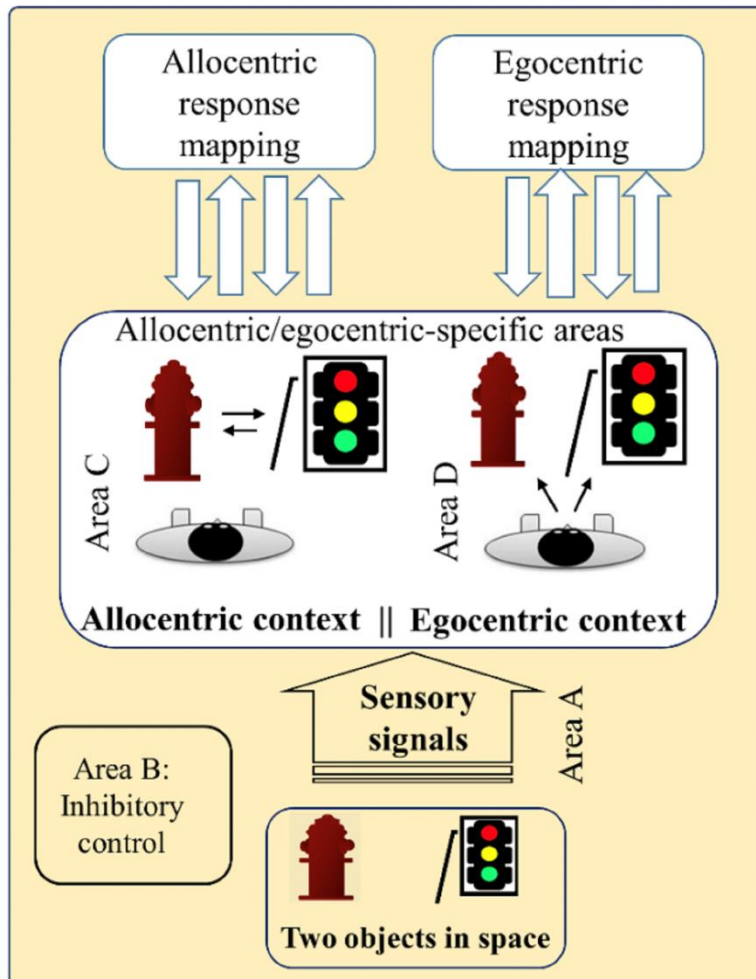 Allocentric
response
mapping
Egocentric
response
mapping
Allocentric/egocentric-specific areas
Area C
Area D
Allocentric context || Egocentric context
Sensory
signals
Area A
Area B:
Inhibitory
control
Two objects in space